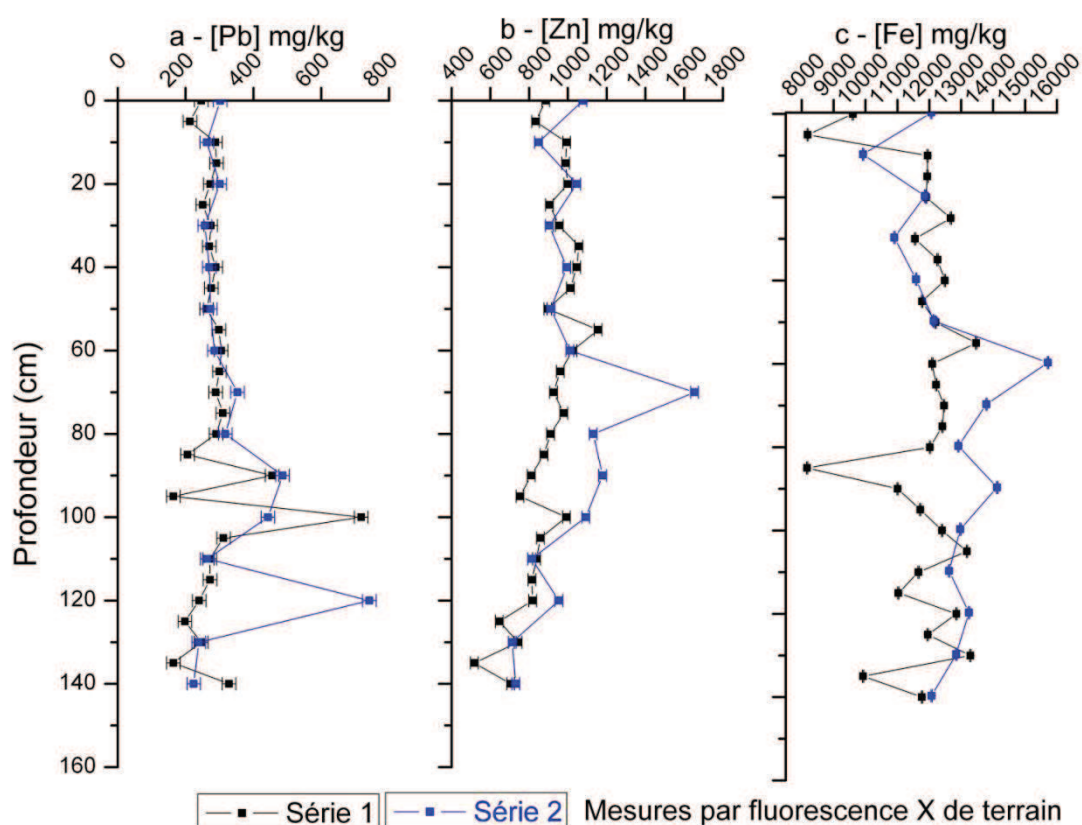 a - [Pb] mg/kg
b - [Zn] mg/kg
c - [Fe] mg/kg
0 200 400 600 800
400 600 800 1000 1200 1400 1600 1800
8000 9000 10000 11000 12000 13000 14000 15000 16000
Profondeur (cm)
0
20
40
60
80
100
120
140
160
Série 1 Série 2 Mesures par fluorescence X de terrain